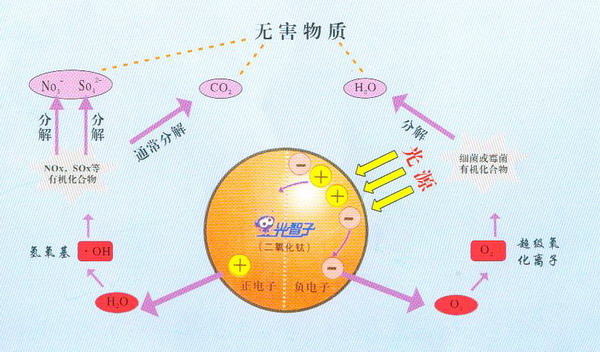 无害物质
No₃⁻ So₄²⁻
CO₂
H₂O
分解
分解
通常分解
分解
光源
NOx，SOx等
有机化合物
细菌或霉菌
有机化合物
光智子
(二氧化钛)
氢氧基
·OH
O₂
超级氧
化离子
正电子
负电子
H₂O
O₂